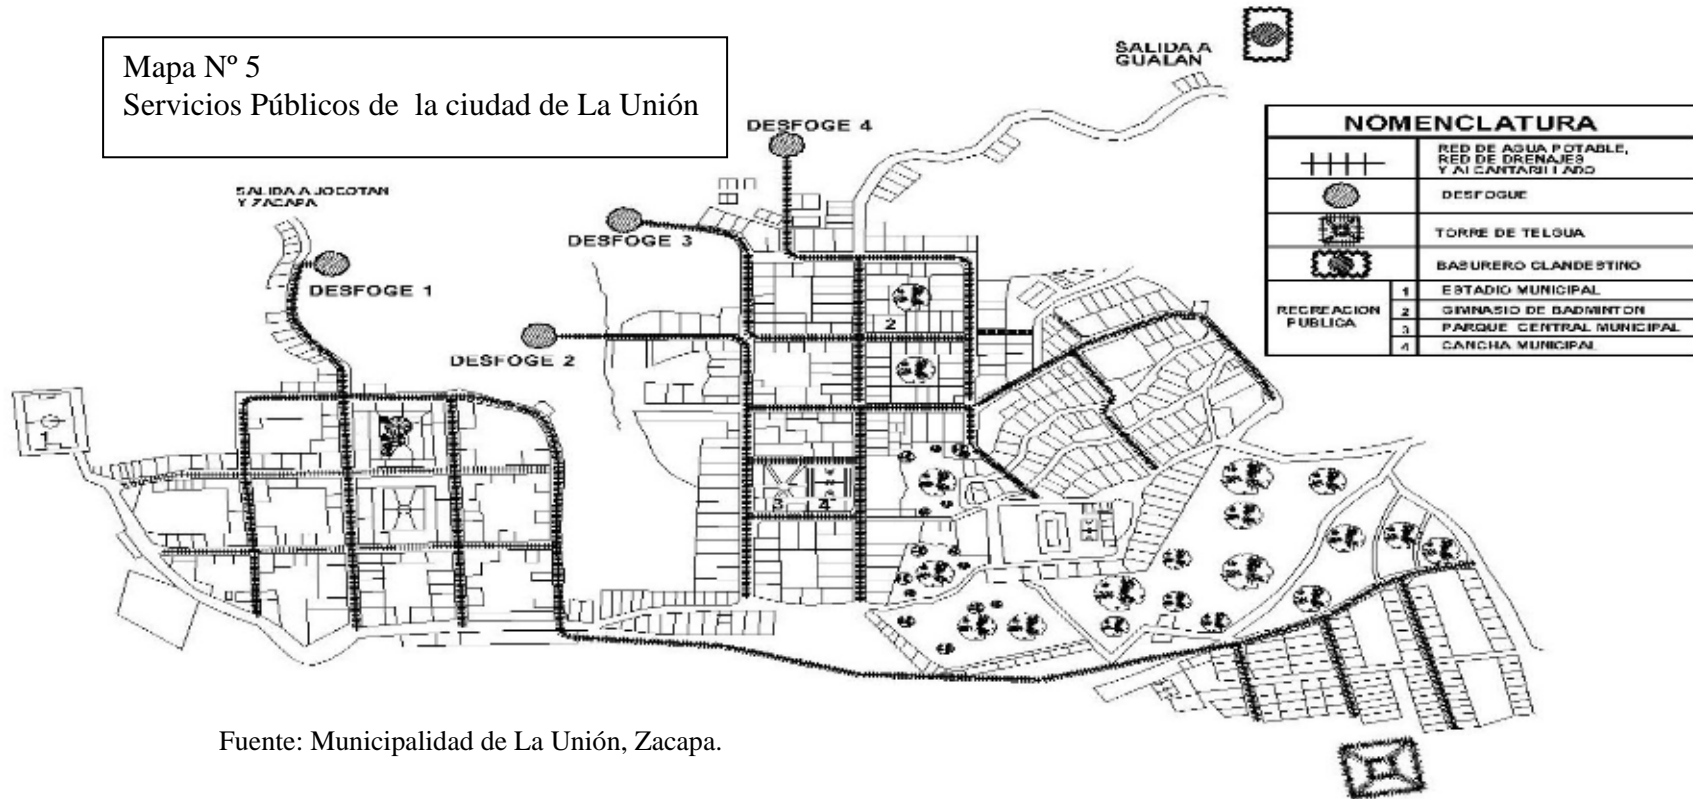 Mapa Nº 5
Servicios Públicos de la ciudad de La Unión
SALIDA A
GUALAN
DESFOGE 4
SALIDA A JOCOTAN
Y ZACAPA
DESFOGE 3
DESFOGE 1
DESFOGE 2
NOMENCLATURA
RED DE AGUA POTABLE,
RED DE DRENAJES
Y ALCANTARILLADO
DESFOGUE
TORRE DE TELGUA
BASURERO CLANDESTINO
RECREACION
PUBLICA
1 ESTADIO MUNICIPAL
2 GIMNASIO DE BADMINTON
3 PARQUE CENTRAL MUNICIPAL
4 CANCHA MUNICIPAL
2
1
3 4
Fuente: Municipalidad de La Unión, Zacapa.